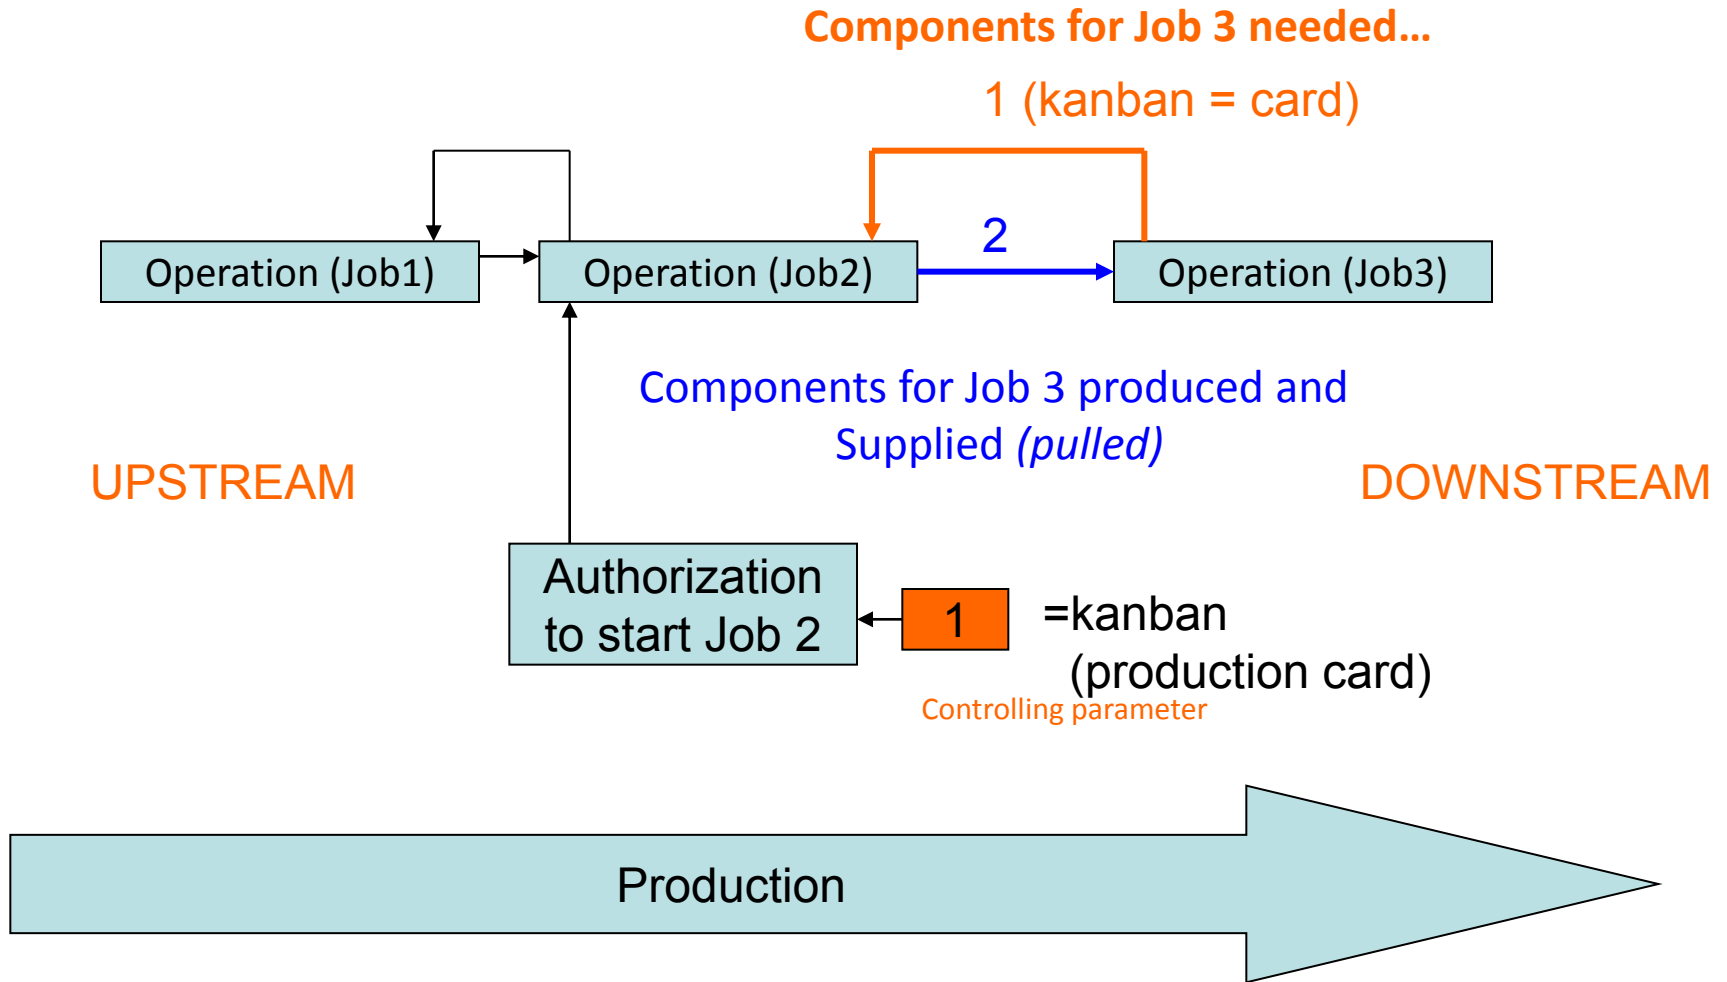 Components for Job 3 needed…
1 (kanban = card)
2
Operation (Job1)
Operation (Job2)
Operation (Job3)
Components for Job 3 produced and
Supplied (pulled)
UPSTREAM
DOWNSTREAM
Authorization
to start Job 2
1
=kanban
(production card)
Controlling parameter
Production